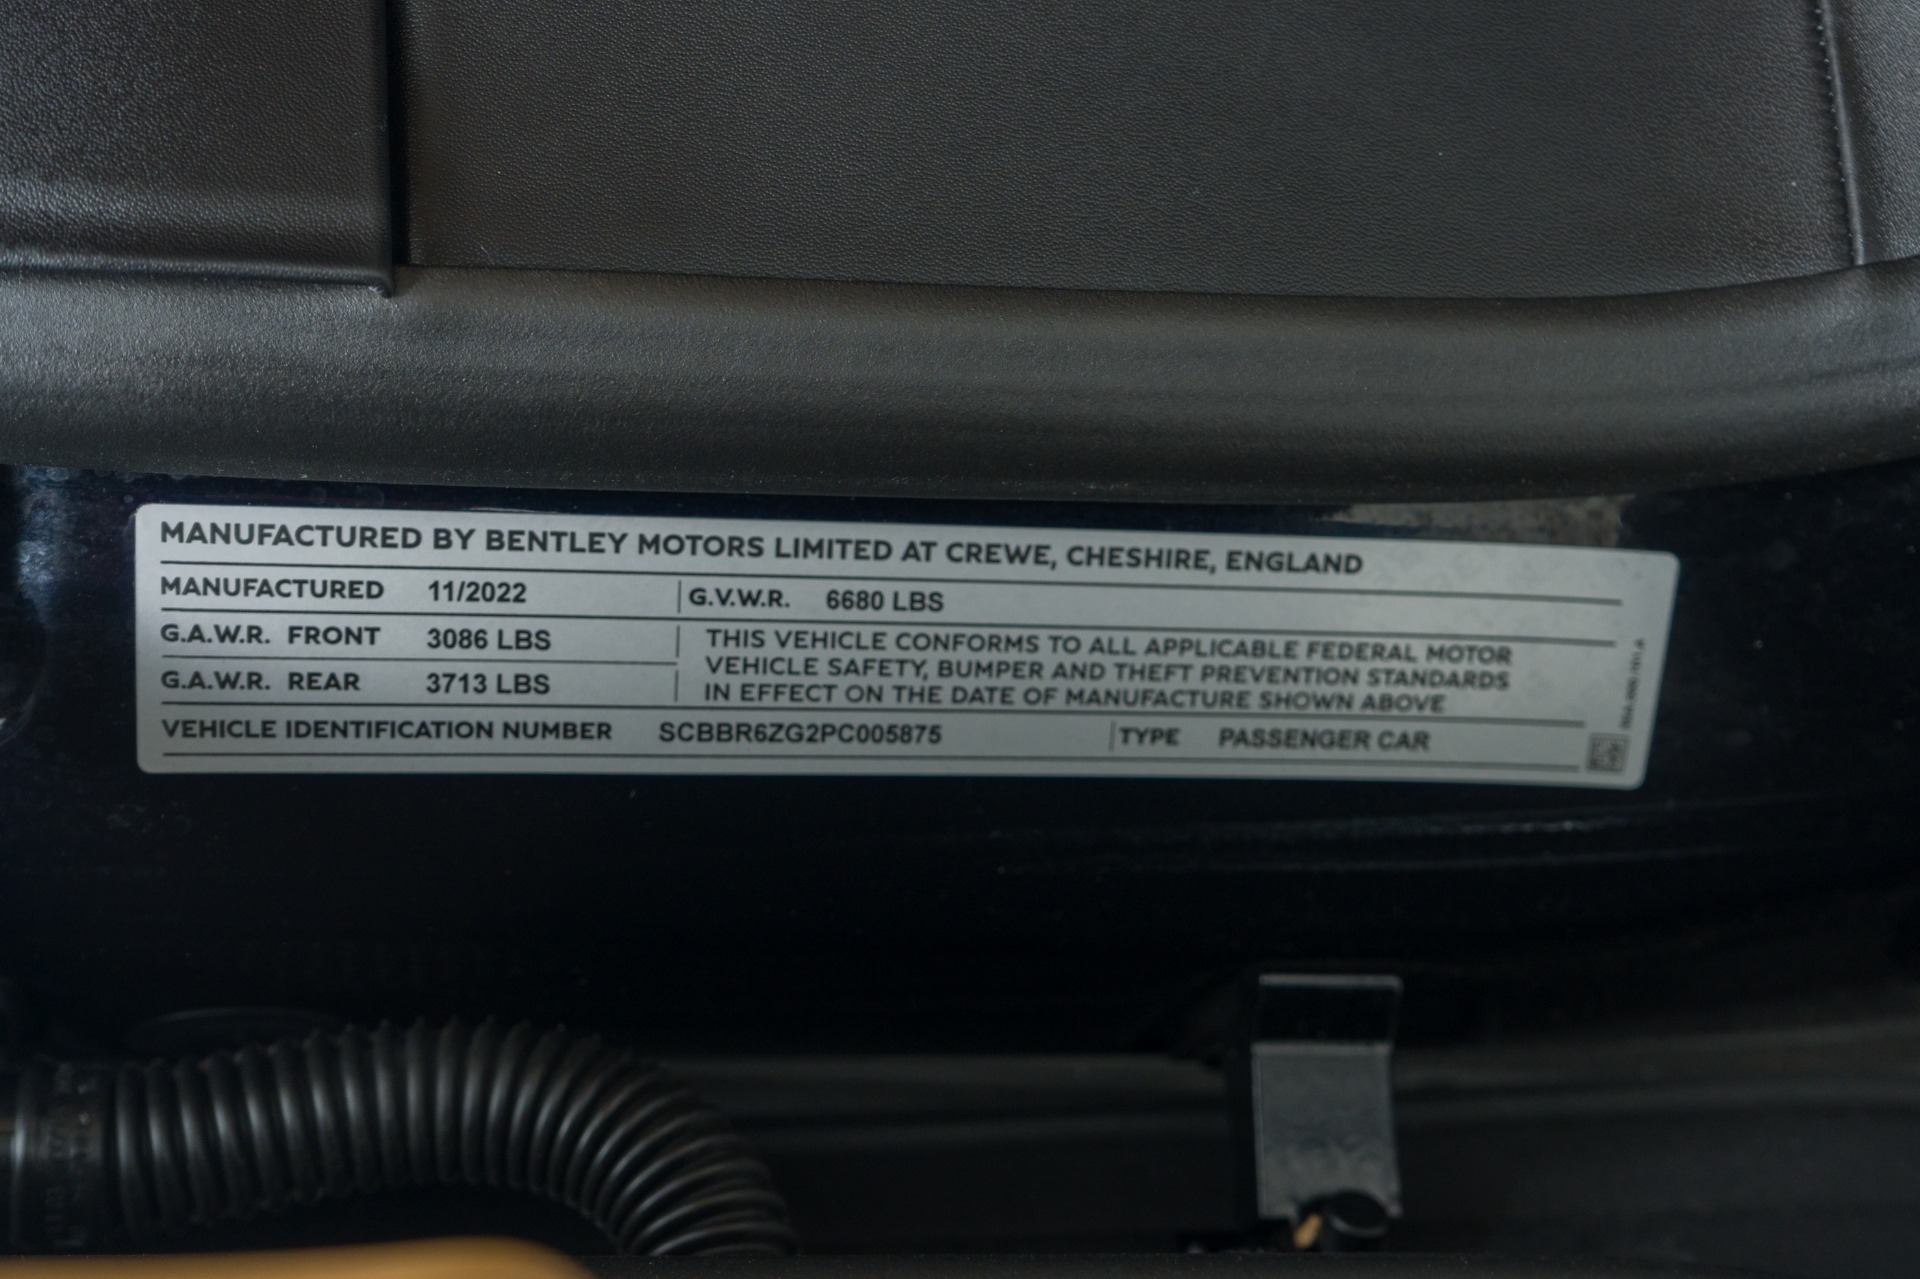 MANUFACTURED BY BENTLEY MOTORS LIMITED AT CREWE, CHESHIRE, ENGLAND
MANUFACTURED 11/2022 G.V.W.R. 6680 LBS
G.A.W.R. FRONT 3086 LBS
G.A.W.R. REAR 3713 LBS
THIS VEHICLE CONFORMS TO ALL APPLICABLE FEDERAL MOTOR
VEHICLE SAFETY, BUMPER AND THEFT PREVENTION STANDARDS
IN EFFECT ON THE DATE OF MANUFACTURE SHOWN ABOVE
VEHICLE IDENTIFICATION NUMBER SCBBR6ZG2PC005875 TYPE PASSENGER CAR